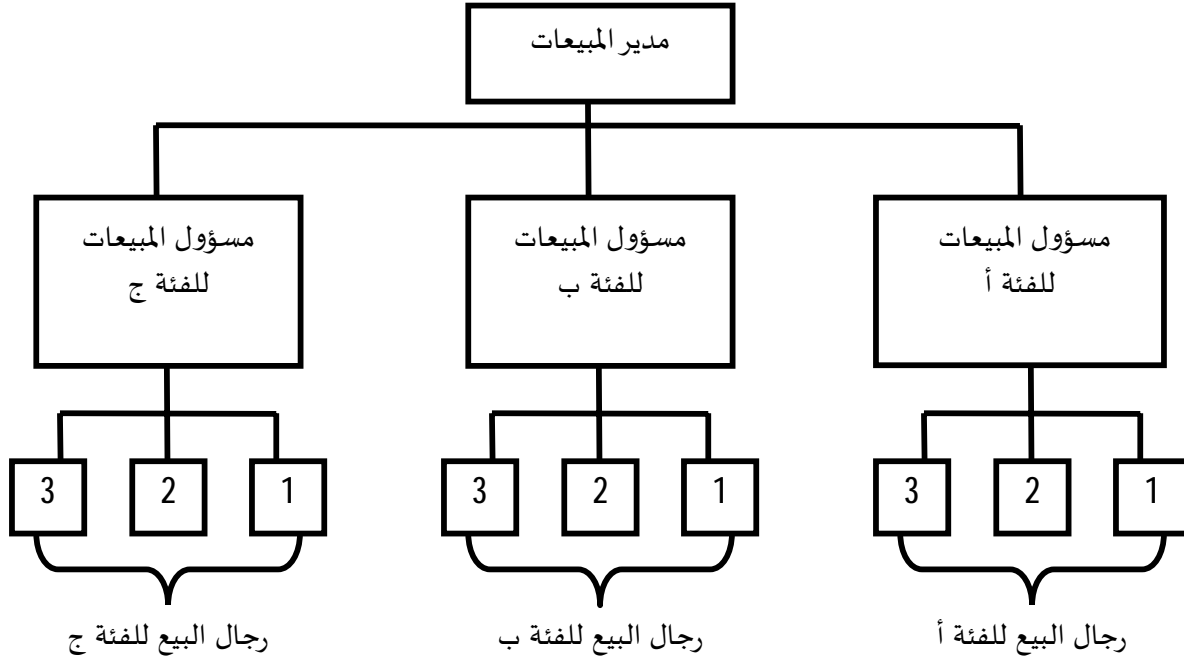 مدير المبيعات
مسؤول المبيعات
للفئة أ
مسؤول المبيعات
للفئة ب
مسؤول المبيعات
للفئة ج
1
2
3
1
2
3
1
2
3
رجال البيع للفئة أ
رجال البيع للفئة ب
رجال البيع للفئة ج